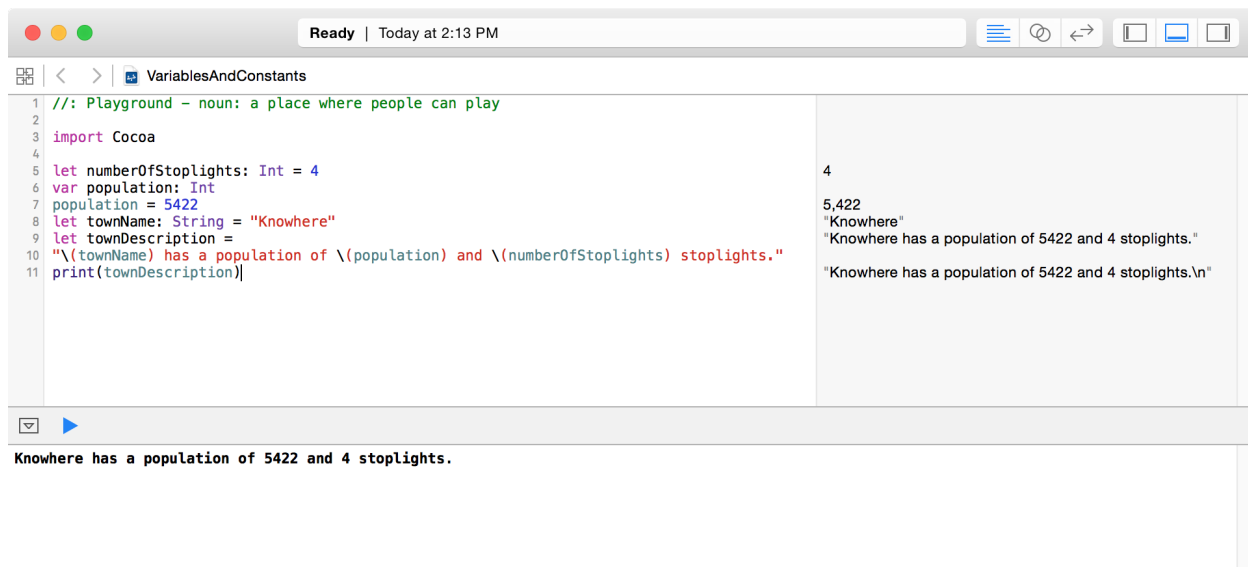 Ready | Today at 2:13 PM
VariablesAndConstants
1 //: Playground – noun: a place where people can play
2
3 import Cocoa
4
5 let numberOfStoplights: Int = 4
4
6 var population: Int
7 population = 5422
5,422
8 let townName: String = "Knowhere"
"Knowhere"
9 let townDescription =
"Knowhere has a population of 5422 and 4 stoplights."
10 "\(townName) has a population of \(population) and \(numberOfStoplights) stoplights."
11 print(townDescription)
"Knowhere has a population of 5422 and 4 stoplights.\n"
Knowhere has a population of 5422 and 4 stoplights.